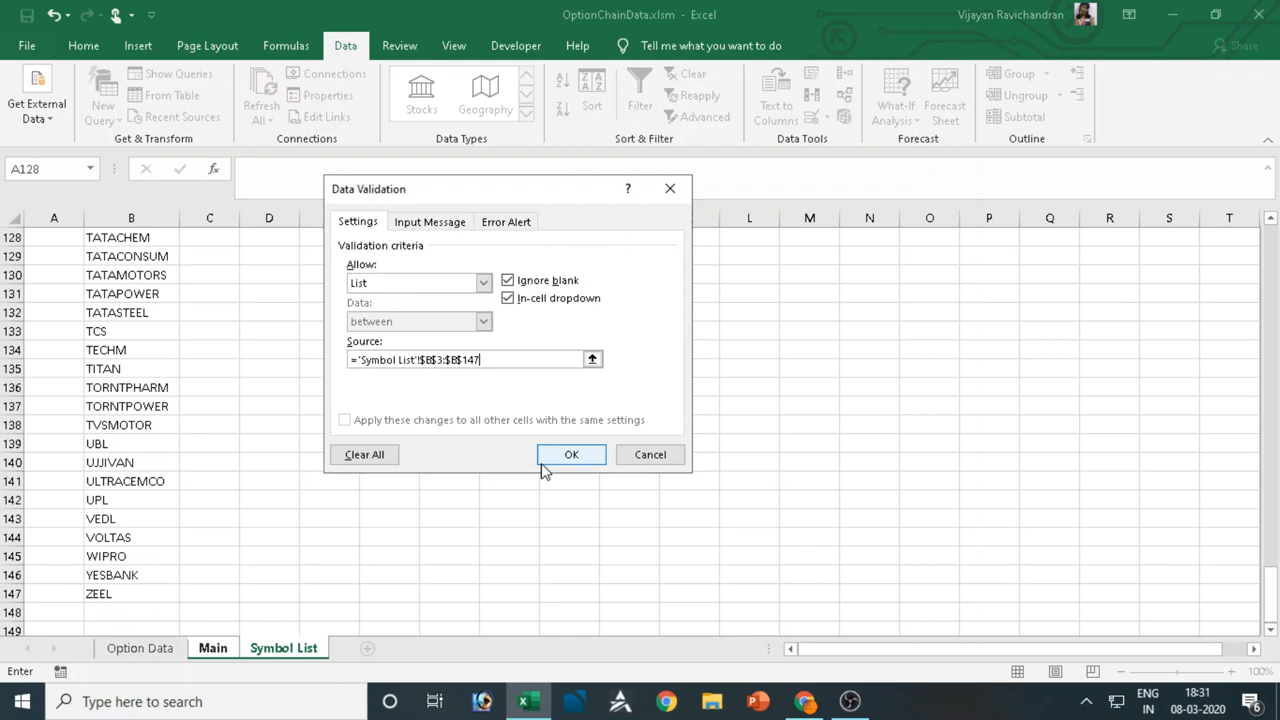 OptionChainData.xlsm - Excel
Vijayan Ravichandran
File Home Insert Page Layout Formulas Data Review View Developer Help Tell me what you want to do Share
Get External Data
New Query
Show Queries
From Table
Recent Sources
Get & Transform
Refresh All
Connections
Properties
Edit Links
Connections
Stocks
Geography
Data Types
Sort
Filter
Clear
Reapply
Advanced
Sort & Filter
Text to Columns
Data Tools
What-If Analysis
Forecast Sheet
Forecast
Group
Ungroup
Subtotal
Outline
A128
fx
Data Validation ?
Settings Input Message Error Alert
Validation criteria
Allow:
List
Ignore blank
In-cell dropdown
Data:
between
Source:
='Symbol List'!$B$3:$B$147
Apply these changes to all other cells with the same settings
Clear All OK Cancel
A B C D L M N O P Q R S T
128 TATACHEM
129 TATACONSUM
130 TATAMOTORS
131 TATAPOWER
132 TATASTEEL
133 TCS
134 TECHM
135 TITAN
136 TORNTPHARM
137 TORNTPOWER
138 TVSMOTOR
139 UBL
140 UJJIVAN
141 ULTRACEMCO
142 UPL
143 VEDL
144 VOLTAS
145 WIPRO
146 YESBANK
147 ZEEL
148
149
Option Data Main Symbol List
Enter
100%
Type here to search
ENG
IN
18:31
08-03-2020
6